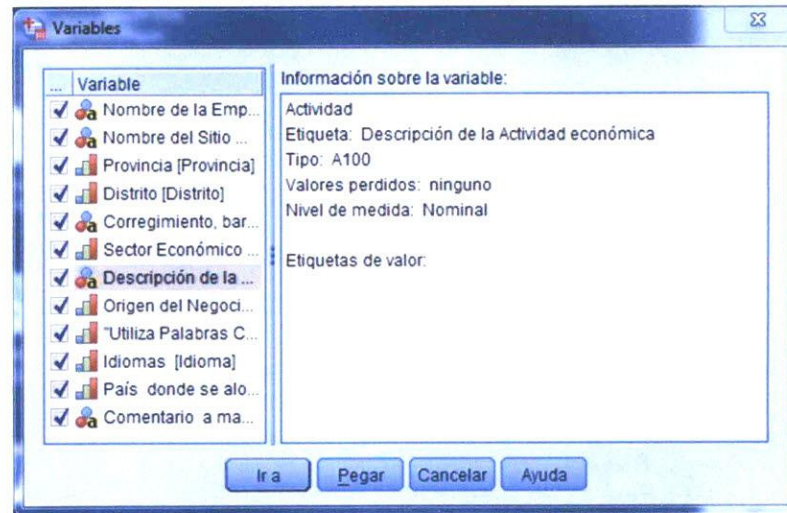 Variables
... Variable
Nombre de la Emp...
Nombre del Sitio ...
Provincia [Provincia]
Distrito [Distrito]
Corregimiento, bar...
Sector Económico ...
Descripción de la ...
Origen del Negoci...
"Utiliza Palabras C...
Idiomas [Idioma]
País donde se alo...
Comentario a ma...
Información sobre la variable:
Actividad
Etiqueta: Descripción de la Actividad económica
Tipo: A100
Valores perdidos: ninguno
Nivel de medida: Nominal
Etiquetas de valor:
Ir a Pegar Cancelar Ayuda